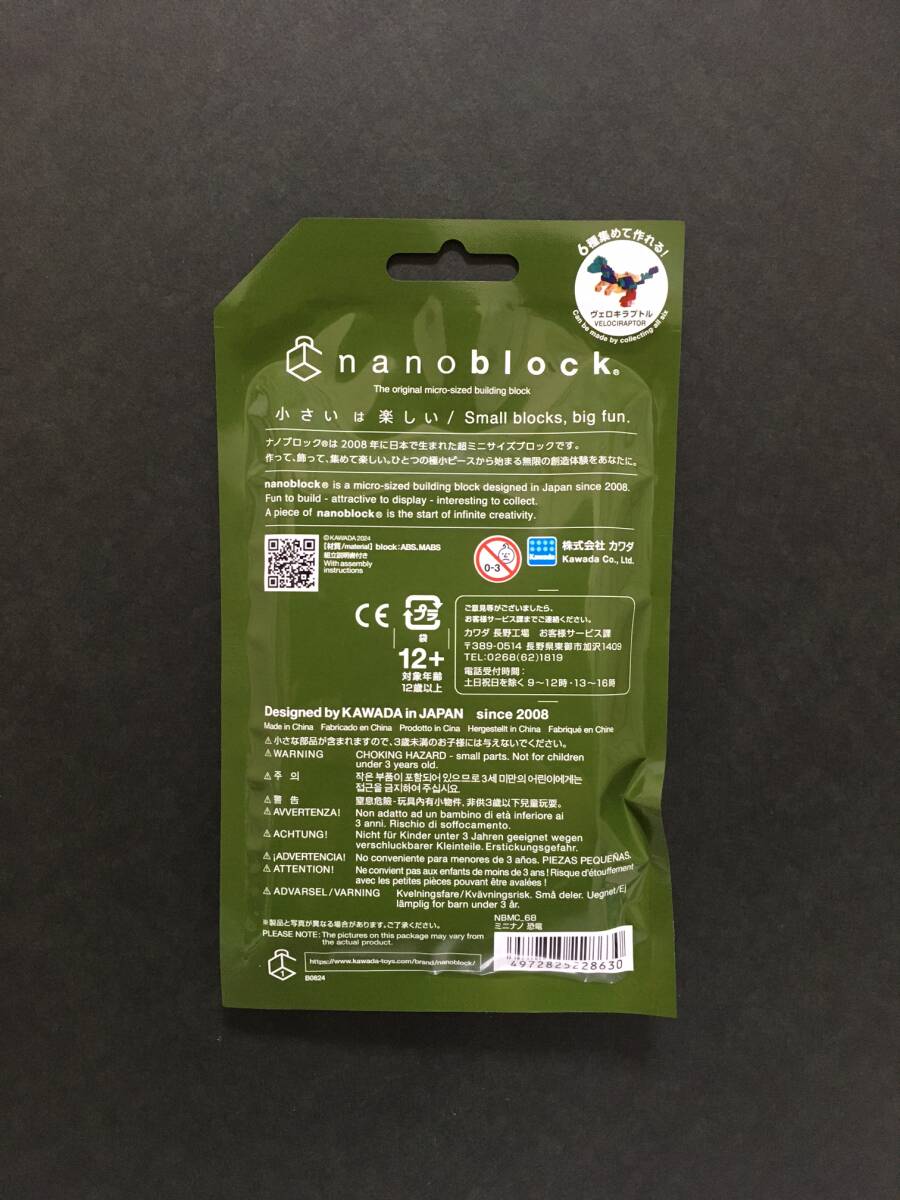 6種集めて作れる!
ヴェロキラプトル
VELOCIRAPTOR
Can be made by collecting all six
nanoblock®
The original micro-sized building block
小さいは楽しい / Small blocks, big fun.
ナノブロック®は2008年に日本で生まれた超ミニサイズブロックです。
作って、飾って、集めて楽しい。ひとつの極小ピースから始まる無限の創造体験をあなたに。
nanoblock® is a micro-sized building block designed in Japan since 2008.
Fun to build - attractive to display - interesting to collect.
A piece of nanoblock® is the start of infinite creativity.
©KAWADA 2024
【材質/material】block:ABS.MABS
組立説明書付き
With assembly
instructions
0-3
Kawada
株式会社 カワダ
Kawada Co., Ltd.
CE
プラ
袋
12+
対象年齢
12歳以上
ご意見等がございましたら、
お客様サービス課までご連絡ください。
カワダ 長野工場 お客様サービス課
〒389-0514 長野県東御市加沢1409
TEL:0268(62)1819
電話受付時間:
土日祝日を除く 9～12時・13～16時
Designed by KAWADA in JAPAN since 2008
Made in China Fabricado en China Prodotto in Cina Hergestellt in China Fabriqué en Chine
⚠小さな部品が含まれますので、3歳未満のお子様には与えないでください。
⚠WARNING CHOKING HAZARD - small parts. Not for children
under 3 years old.
⚠주 의 작은 부품이 포함되어 있으므로 3세 미만의 어린이에게는
접근을 금지하여 주십시요.
⚠警 告 窒息危險-玩具內有小物件, 非供3歲以下兒童玩耍。
⚠AVVERTENZA! Non adatto ad un bambino di età inferiore ai
3 anni. Rischio di soffocamento.
⚠ACHTUNG! Nicht für Kinder unter 3 Jahren geeignet wegen
verschluckbarer Kleinteile. Erstickungsgefahr.
⚠¡ADVERTENCIA! No conveniente para menores de 3 años. PIEZAS PEQUEÑAS.
⚠ATTENTION! Ne convient pas aux enfants de moins de 3 ans ! Risque d'étouffement
avec les petites pièces pouvant être avalées !
⚠ADVARSEL/VARNING Kvelningsfare/Kvävningsrisk. Små deler. Uegnet/Ej
lämplig for barn under 3 år.
※製品と写真が異なる場合があります。ご了承ください。
PLEASE NOTE: The pictures on this package may vary from
the actual product.
https://www.kawada-toys.com/brand/nanoblock/
B0824
NBMC_68
ミニナノ 恐竜
4972825228630